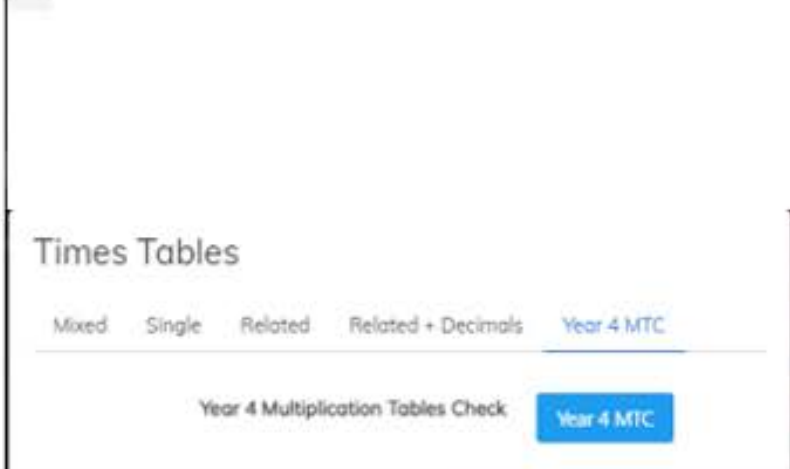 Times Tables
Mixed Single Related Related + Decimals Year 4 MTC
Year 4 Multiplication Tables Check Year 4 MTC